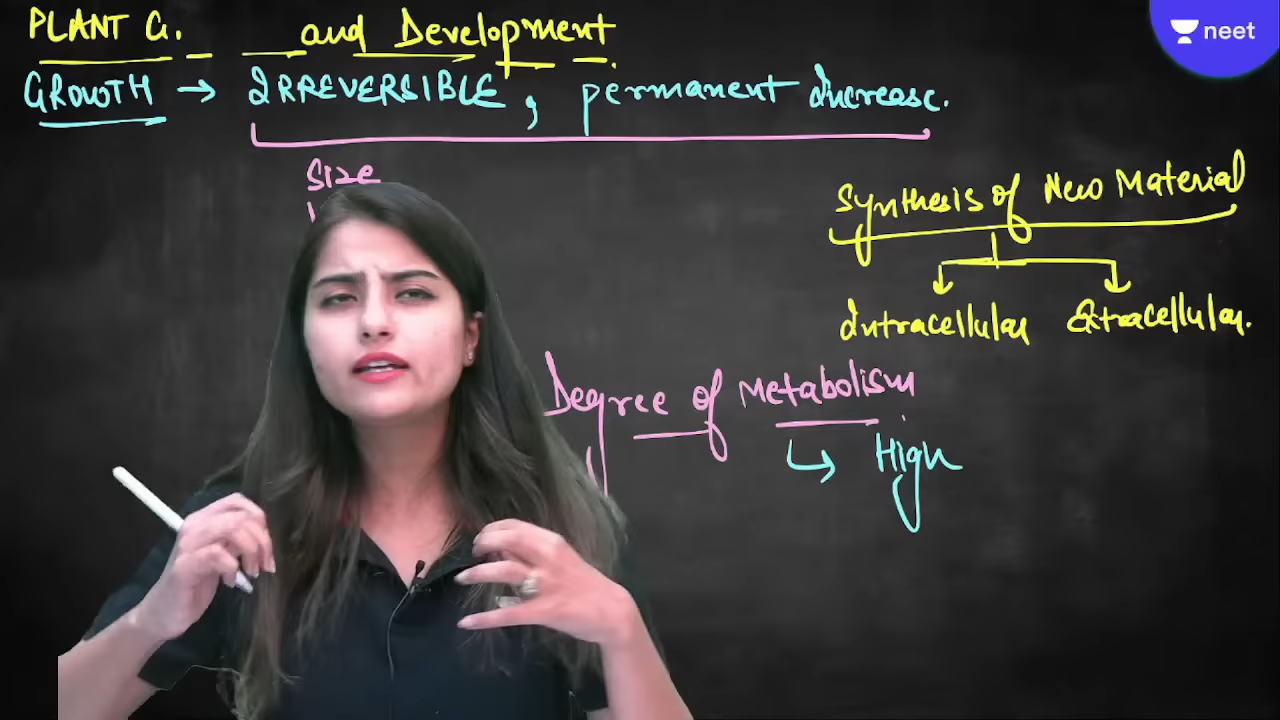 PLANT G. and Development
neet
GROWTH → IRREVERSIBLE, permanent Increase.
Size
Synthesis of New Material
Intracellular Extracellular.
Degree of Metabolism
High